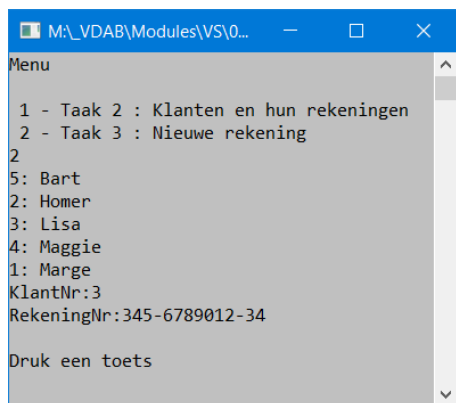 M:\_VDAB\Modules\VS\0...
Menu
1 - Taak 2 : Klanten en hun rekeningen
2 - Taak 3 : Nieuwe rekening
2
5: Bart
2: Homer
3: Lisa
4: Maggie
1: Marge
KlantNr:3
RekeningNr:345-6789012-34
Druk een toets